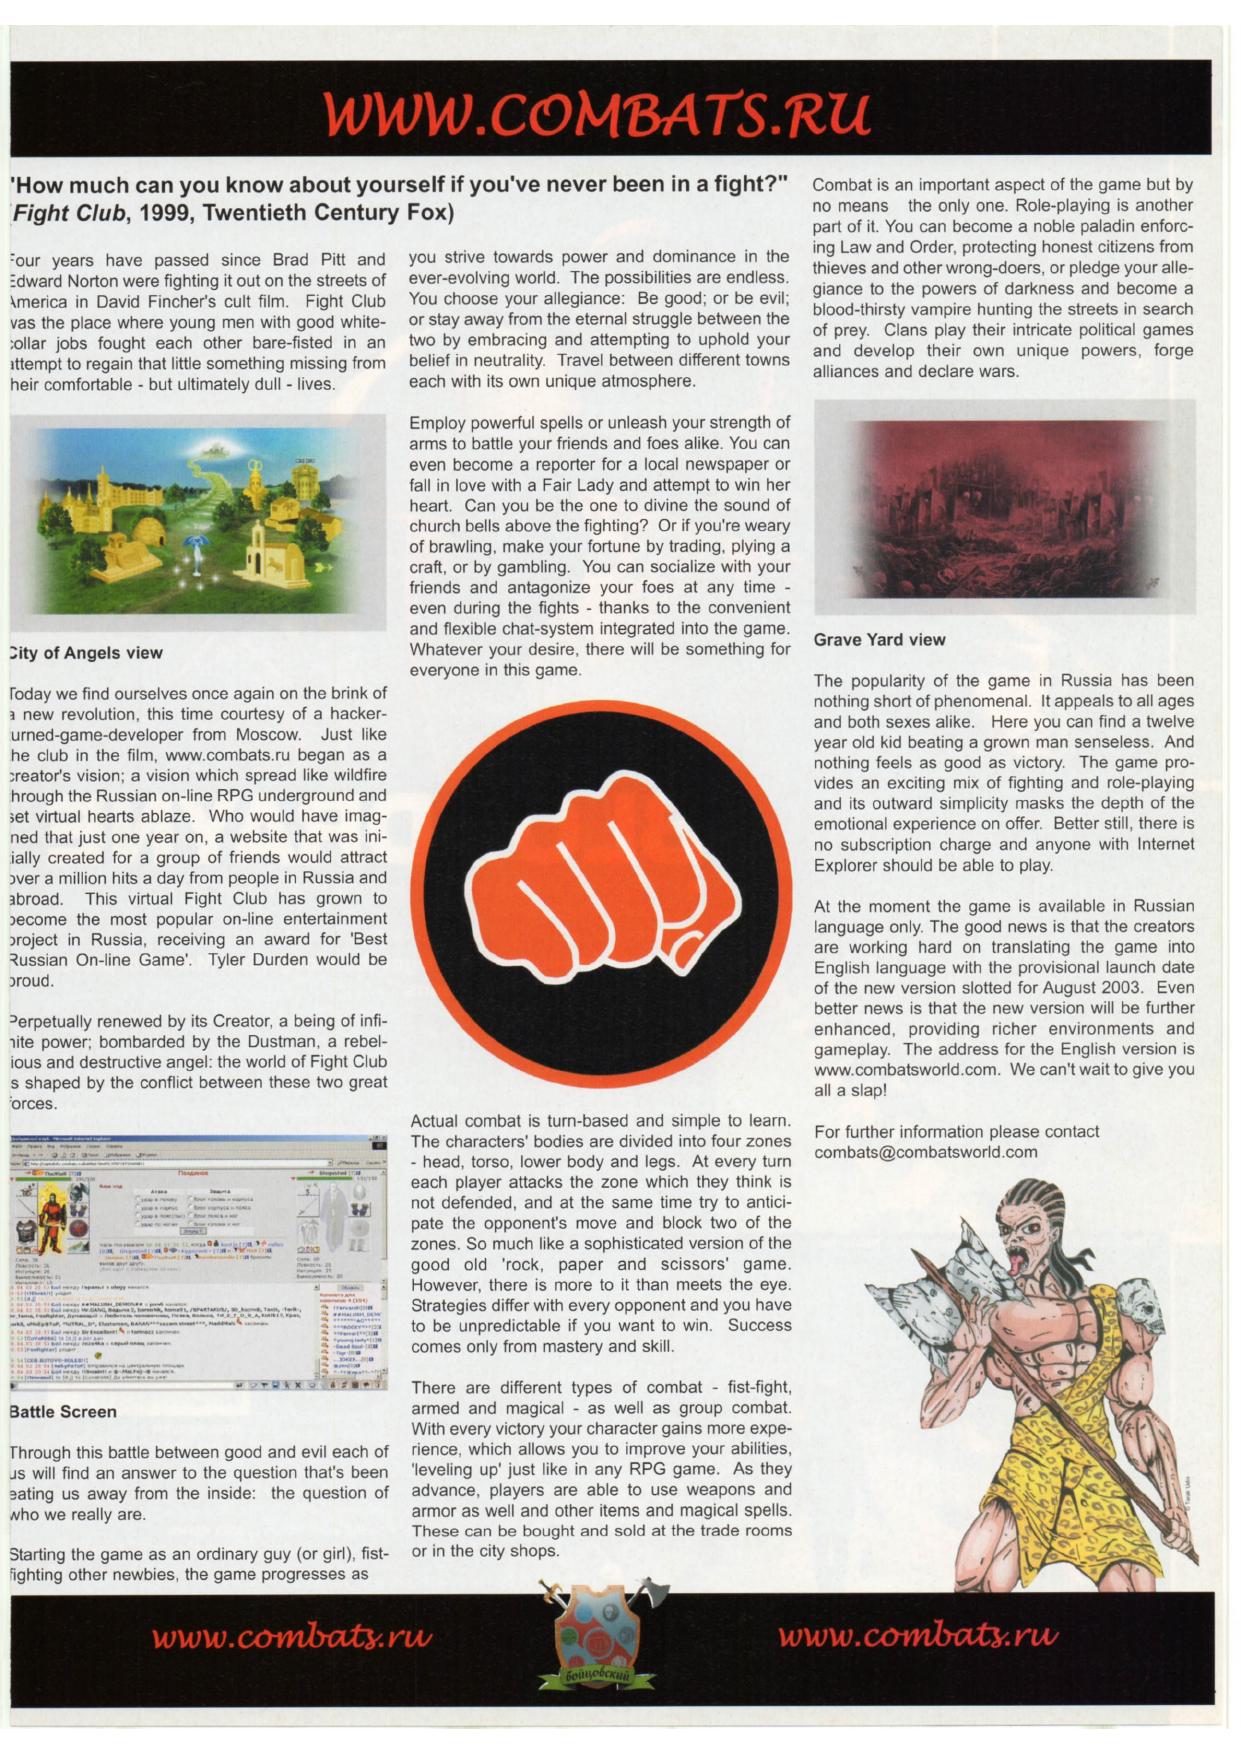 WWW.COMBATS.RU
"How much can you know about yourself if you've never been in a fight?"
(Fight Club, 1999, Twentieth Century Fox)
Four years have passed since Brad Pitt and
Edward Norton were fighting it out on the streets of
America in David Fincher's cult film. Fight Club
was the place where young men with good white-
collar jobs fought each other bare-fisted in an
attempt to regain that little something missing from
their comfortable - but ultimately dull - lives.
City of Angels view
Today we find ourselves once again on the brink of
a new revolution, this time courtesy of a hacker-
turned-game-developer from Moscow. Just like
the club in the film, www.combats.ru began as a
creator's vision; a vision which spread like wildfire
through the Russian on-line RPG underground and
set virtual hearts ablaze. Who would have imag-
ined that just one year on, a website that was ini-
tially created for a group of friends would attract
over a million hits a day from people in Russia and
abroad. This virtual Fight Club has grown to
become the most popular on-line entertainment
project in Russia, receiving an award for 'Best
Russian On-line Game'. Tyler Durden would be
proud.
Perpetually renewed by its Creator, a being of infi-
nite power; bombarded by the Dustman, a rebel-
lious and destructive angel: the world of Fight Club
is shaped by the conflict between these two great
forces.
Поединок
Атака Защита
Battle Screen
Through this battle between good and evil each of
us will find an answer to the question that's been
eating us away from the inside: the question of
who we really are.
Starting the game as an ordinary guy (or girl), fist-
fighting other newbies, the game progresses as
you strive towards power and dominance in the
ever-evolving world. The possibilities are endless.
You choose your allegiance: Be good; or be evil;
or stay away from the eternal struggle between the
two by embracing and attempting to uphold your
belief in neutrality. Travel between different towns
each with its own unique atmosphere.
Employ powerful spells or unleash your strength of
arms to battle your friends and foes alike. You can
even become a reporter for a local newspaper or
fall in love with a Fair Lady and attempt to win her
heart. Can you be the one to divine the sound of
church bells above the fighting? Or if you're weary
of brawling, make your fortune by trading, plying a
craft, or by gambling. You can socialize with your
friends and antagonize your foes at any time -
even during the fights - thanks to the convenient
and flexible chat-system integrated into the game.
Whatever your desire, there will be something for
everyone in this game.
Actual combat is turn-based and simple to learn.
The characters' bodies are divided into four zones
- head, torso, lower body and legs. At every turn
each player attacks the zone which they think is
not defended, and at the same time try to antici-
pate the opponent's move and block two of the
zones. So much like a sophisticated version of the
good old 'rock, paper and scissors' game.
However, there is more to it than meets the eye.
Strategies differ with every opponent and you have
to be unpredictable if you want to win. Success
comes only from mastery and skill.
There are different types of combat - fist-fight,
armed and magical - as well as group combat.
With every victory your character gains more expe-
rience, which allows you to improve your abilities,
'leveling up' just like in any RPG game. As they
advance, players are able to use weapons and
armor as well and other items and magical spells.
These can be bought and sold at the trade rooms
or in the city shops.
Combat is an important aspect of the game but by
no means the only one. Role-playing is another
part of it. You can become a noble paladin enforc-
ing Law and Order, protecting honest citizens from
thieves and other wrong-doers, or pledge your alle-
giance to the powers of darkness and become a
blood-thirsty vampire hunting the streets in search
of prey. Clans play their intricate political games
and develop their own unique powers, forge
alliances and declare wars.
Grave Yard view
The popularity of the game in Russia has been
nothing short of phenomenal. It appeals to all ages
and both sexes alike. Here you can find a twelve
year old kid beating a grown man senseless. And
nothing feels as good as victory. The game pro-
vides an exciting mix of fighting and role-playing
and its outward simplicity masks the depth of the
emotional experience on offer. Better still, there is
no subscription charge and anyone with Internet
Explorer should be able to play.
At the moment the game is available in Russian
language only. The good news is that the creators
are working hard on translating the game into
English language with the provisional launch date
of the new version slotted for August 2003. Even
better news is that the new version will be further
enhanced, providing richer environments and
gameplay. The address for the English version is
www.combatsworld.com. We can't wait to give you
all a slap!
For further information please contact
combats@combatsworld.com
www.combats.ru
бойцовский
www.combats.ru